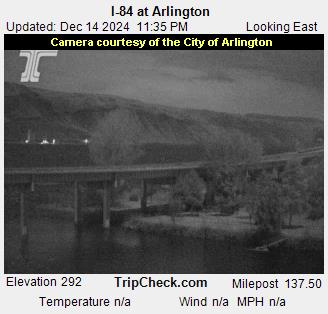 I-84 at Arlington
Updated: Dec 14 2024 11:35 PM Looking East
Camera courtesy of the City of Arlington
Elevation 292 TripCheck.com Milepost 137.50
Temperature n/a Wind n/a MPH n/a